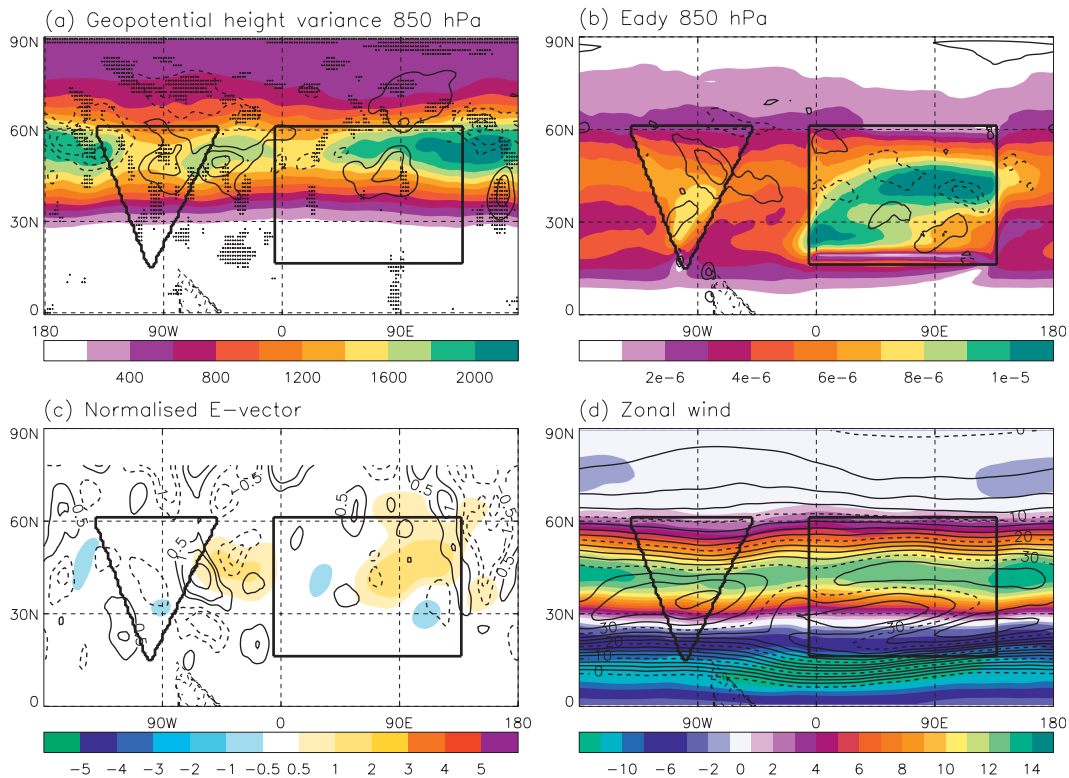 (a) Geopotential height variance 850 hPa
(b) Eady 850 hPa
90N
60N
30N
0
180 90W 0 90E
400 800 1200 1600 2000
90N
60N
30N
0
8
90W 0 90E 180
2e-6 4e-6 6e-6 8e-6 1e-5
(c) Normalised E-vector
(d) Zonal wind
90N
60N
30N
0
0.5
0.5
-0.5
0.5
90W 0 90E 180
-5 -4 -3 -2 -1 -0.5 0.5 1 2 3 4 5
90N
60N
30N
0
0
10
20
30
30
30
10
0
90W 0 90E 180
-10 -6 -4 -2 0 2 4 6 8 10 12 14